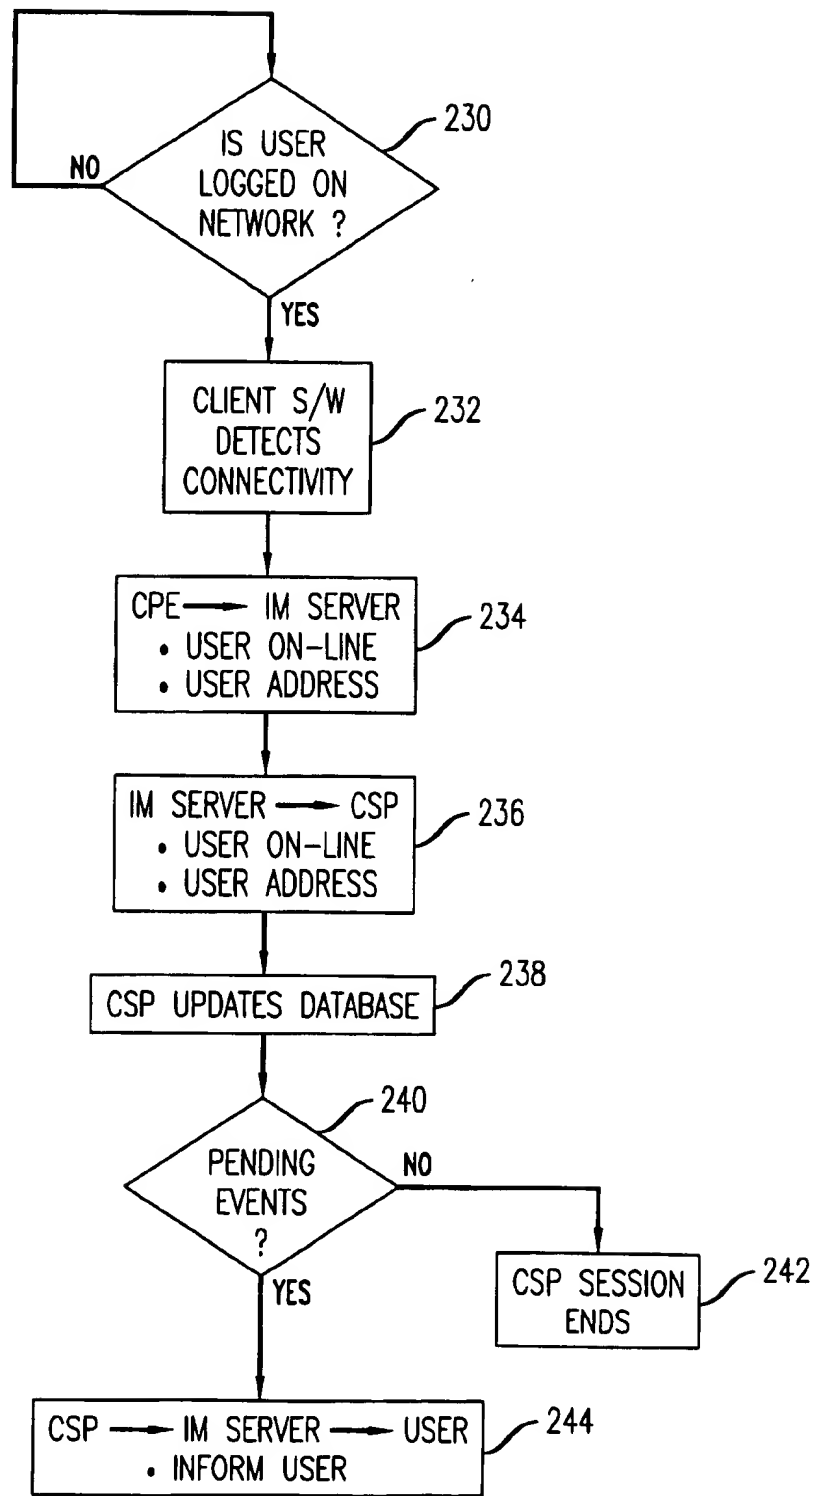 230
IS USER
LOGGED ON
NETWORK ?
NO
YES
CLIENT S/W
DETECTS
CONNECTIVITY
232
CPE → IM SERVER
• USER ON-LINE
• USER ADDRESS
234
IM SERVER → CSP
• USER ON-LINE
• USER ADDRESS
236
CSP UPDATES DATABASE
238
240
PENDING
EVENTS
?
NO
YES
CSP SESSION
ENDS
242
CSP → IM SERVER → USER
• INFORM USER
244